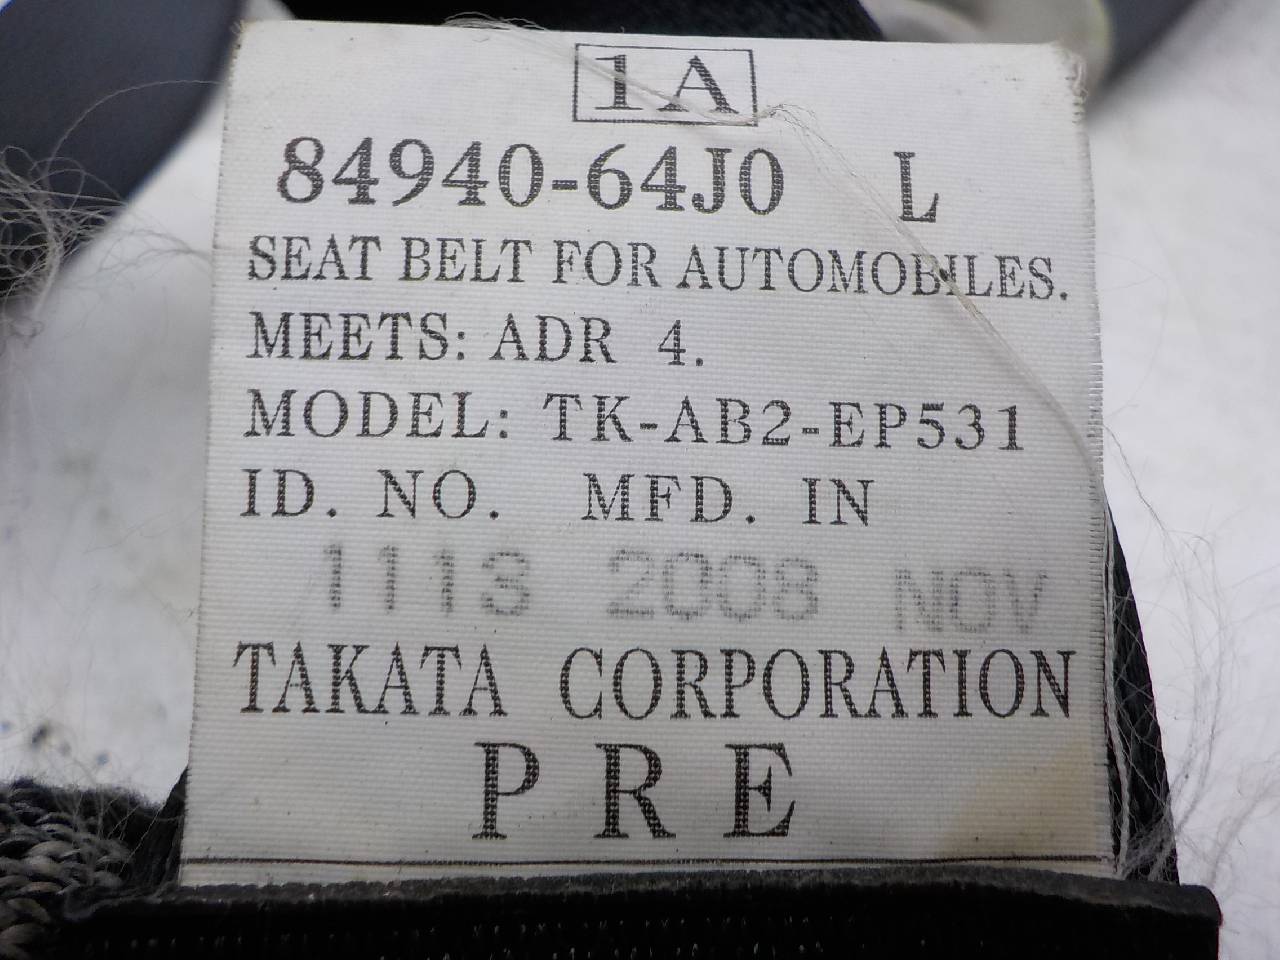 1A
84940-64J0 L
SEAT BELT FOR AUTOMOBILES.
MEETS: ADR 4.
MODEL: TK-AB2-EP531
ID. NO. MFD. IN
1113 2008 NOV
TAKATA CORPORATION
PRE